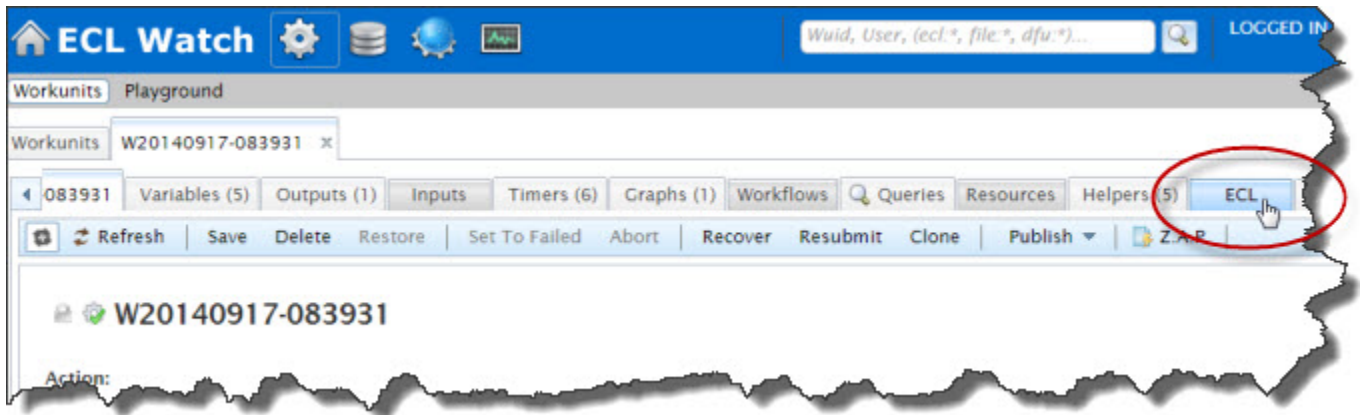 ECL Watch Wuid, User, (ecl:*, file:*, dfu:*)... LOGGED IN
Workunits Playground
Workunits W20140917-083931 x
-083931 Variables (5) Outputs (1) Inputs Timers (6) Graphs (1) Workflows Queries Resources Helpers (5) ECL
Refresh Save Delete Restore Set To Failed Abort Recover Resubmit Clone Publish Z.A.P
W20140917-083931
Action: